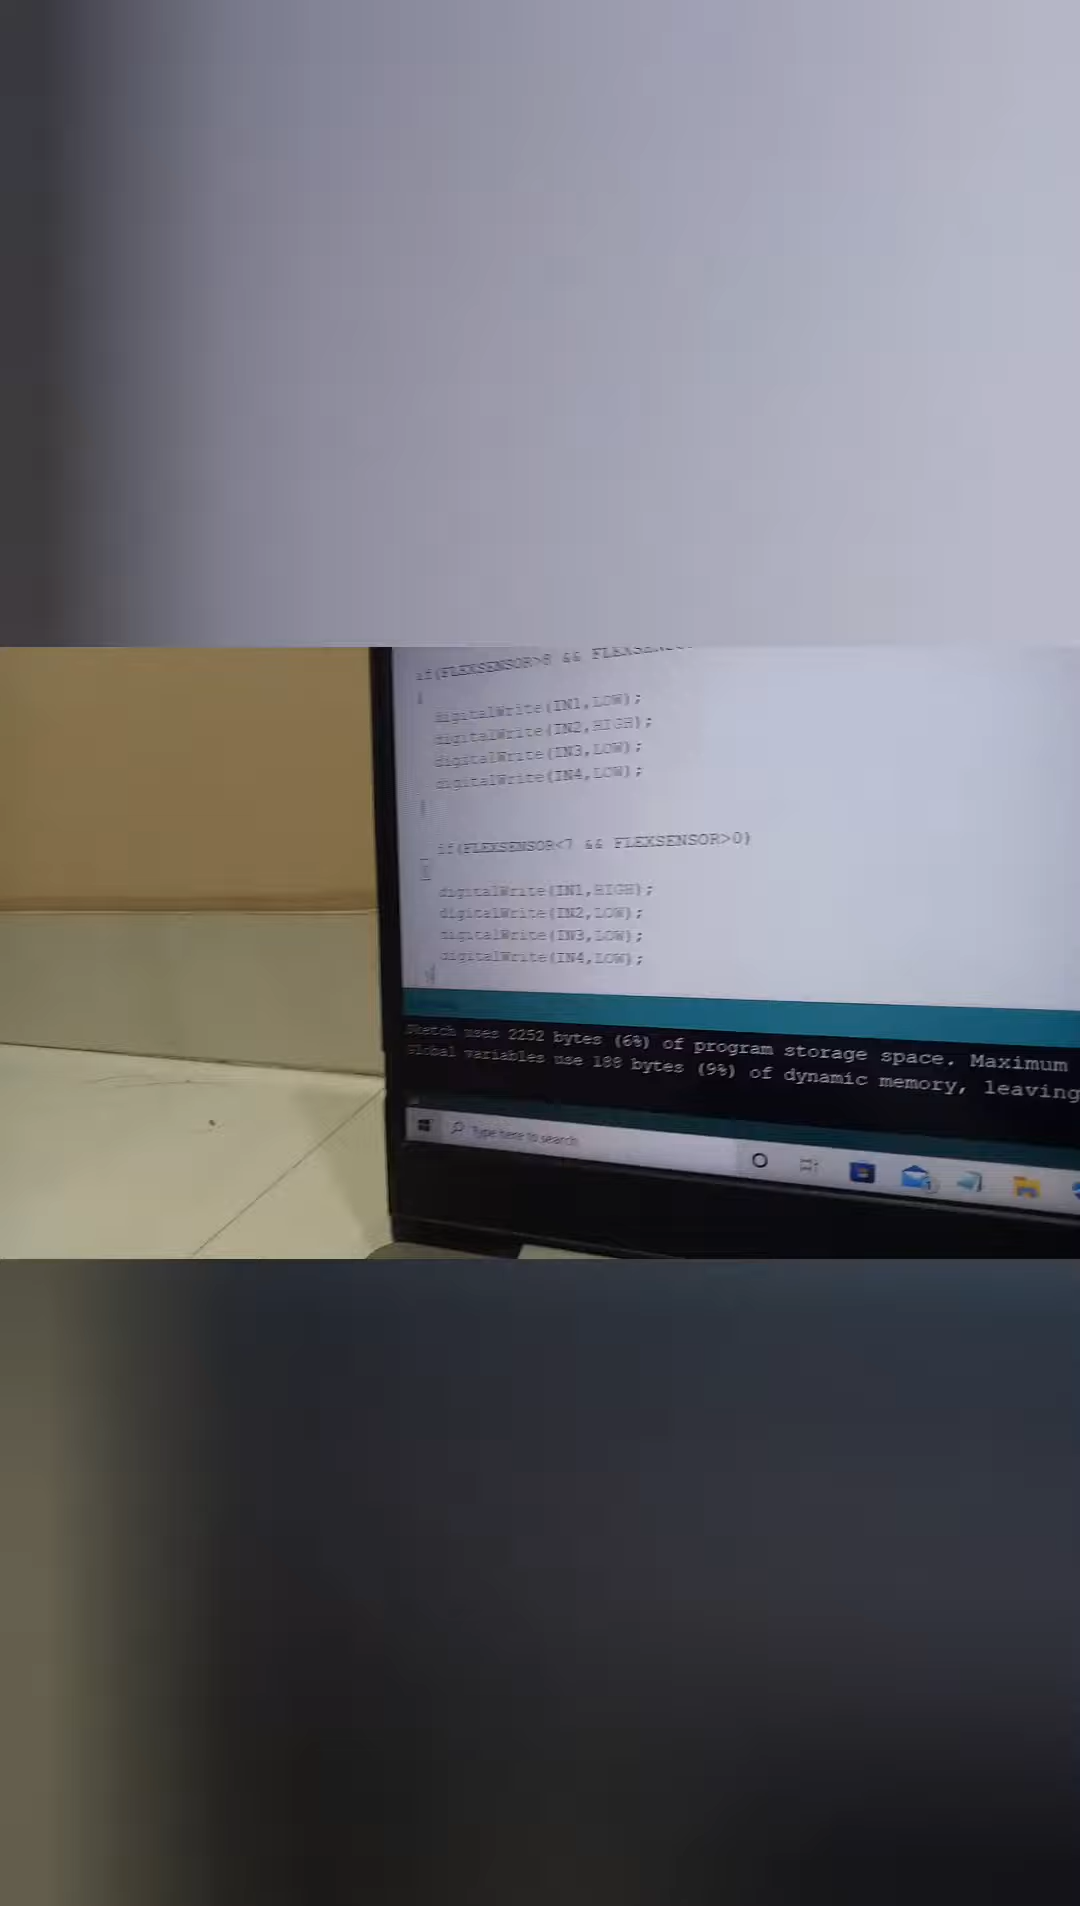 if(FLEXSENSOR>8 && 
{
digitalWrite(IN1,LOW);
digitalWrite(IN2,HIGH);
digitalWrite(IN3,LOW);
digitalWrite(IN4,LOW);
}
if(FLEXSENSOR<7 && FLEXSENSOR>0)
{
digitalWrite(IN1,HIGH);
digitalWrite(IN2,LOW);
digitalWrite(IN3,LOW);
digitalWrite(IN4,LOW);
}
Sketch uses 2252 bytes (6%) of program storage space. Maximum
Global variables use 188 bytes (9%) of dynamic memory, leaving
Type here to search